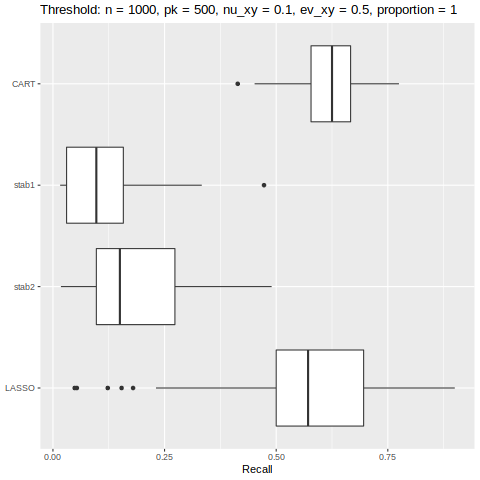 Threshold: n = 1000, pk = 500, nu_xy = 0.1, ev_xy = 0.5, proportion = 1
CART
stab1
stab2
LASSO
0.00 0.25 0.50 0.75
Recall